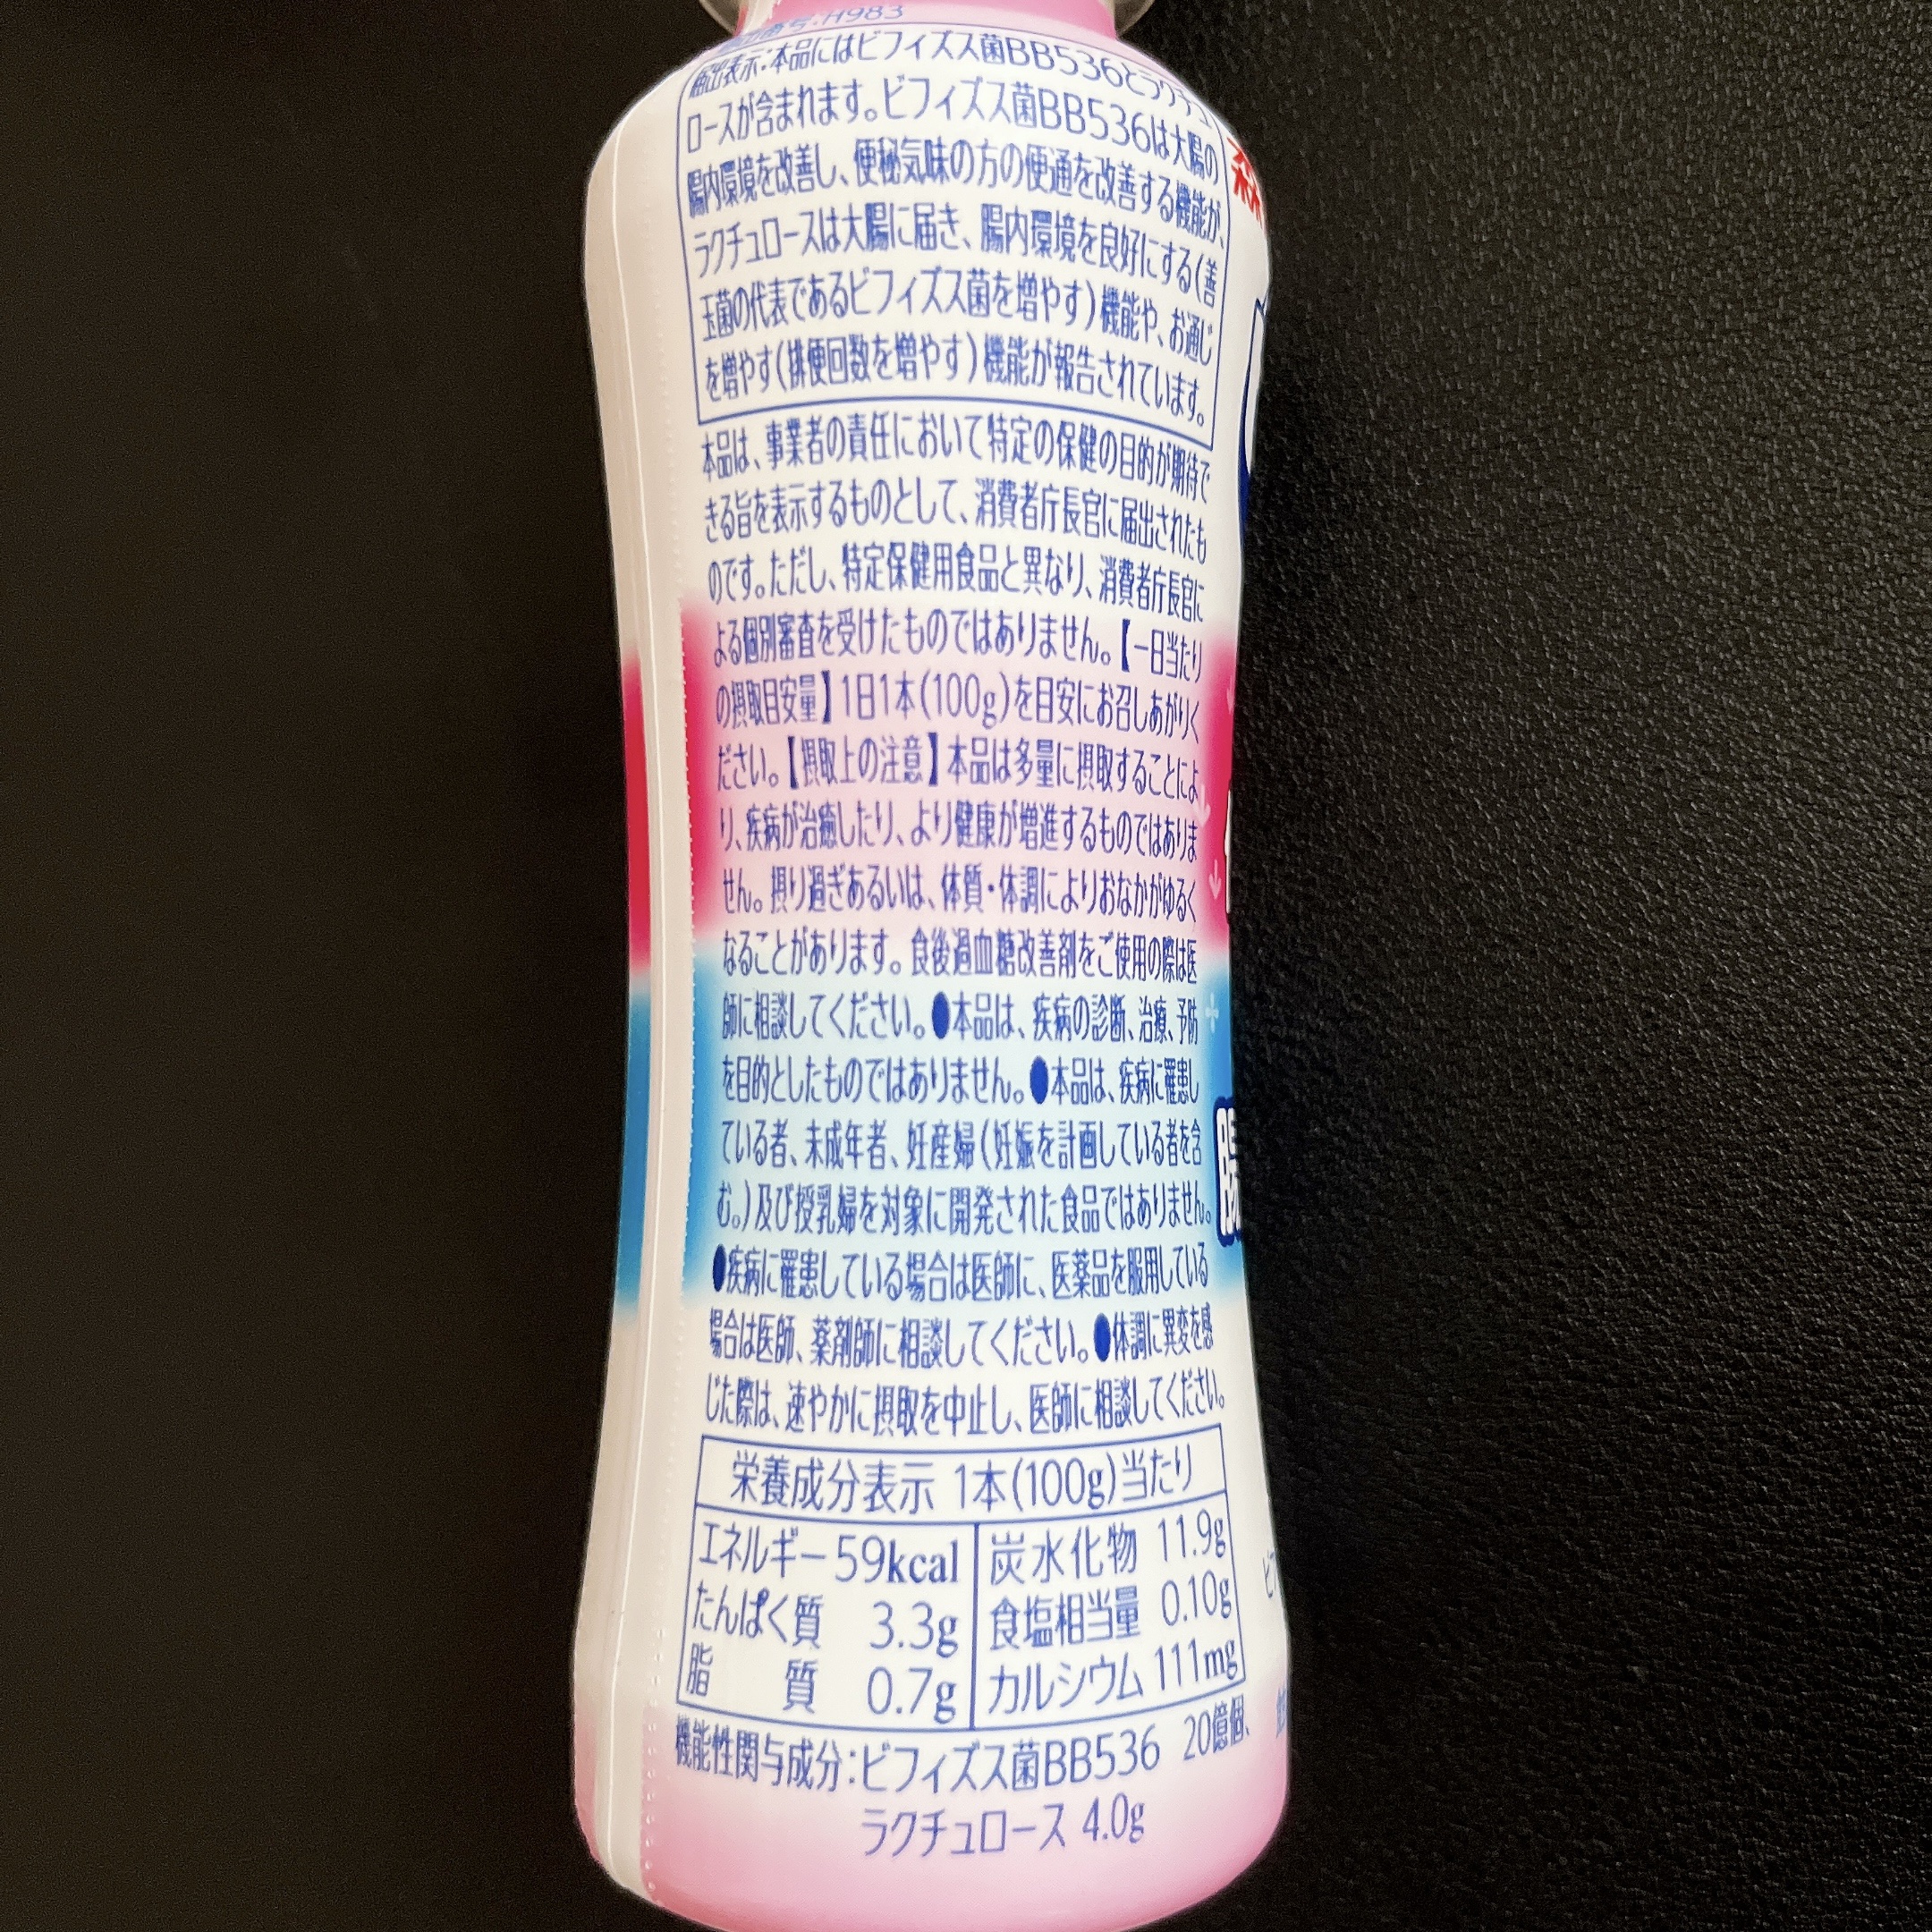 番号:H983
届出表示:本品にはビフィズス菌BB536とラクチュ
ロースが含まれます。ビフィズス菌BB536は大腸の
腸内環境を改善し、便秘気味の方の便通を改善する機能が、
ラクチュロースは大腸に届き、腸内環境を良好にする(善
玉菌の代表であるビフィズス菌を増やす)機能や、お通じ
を増やす(排便回数を増やす)機能が報告されています。
本品は、事業者の責任において特定の保健の目的が期待で
きる旨を表示するものとして、消費者庁長官に届出されたも
のです。ただし、特定保健用食品と異なり、消費者庁長官に
よる個別審査を受けたものではありません。【一日当たり
の摂取目安量】1日1本(100g)を目安にお召しあがりく
ださい。【摂取上の注意】本品は多量に摂取することによ
り、疾病が治癒したり、より健康が増進するものではありま
せん。摂り過ぎあるいは、体質・体調によりおなかがゆるく
なることがあります。食後過血糖改善剤をご使用の際は医
師に相談してください。●本品は、疾病の診断、治療、予防
を目的としたものではありません。●本品は、疾病に罹患し
ている者、未成年者、妊産婦(妊娠を計画している者を含
む。)及び授乳婦を対象に開発された食品ではありません。
●疾病に罹患している場合は医師に、医薬品を服用している
場合は医師、薬剤師に相談してください。●体調に異変を感
じた際は、速やかに摂取を中止し、医師に相談してください。
栄養成分表示 1本(100g)当たり
エネルギー 59kcal 炭水化物 11.9g
たんぱく質 3.3g 食塩相当量 0.10g
脂質 0.7g カルシウム 111mg
機能性関与成分:ビフィズス菌BB536 20億個、
ラクチュロース 4.0g
森